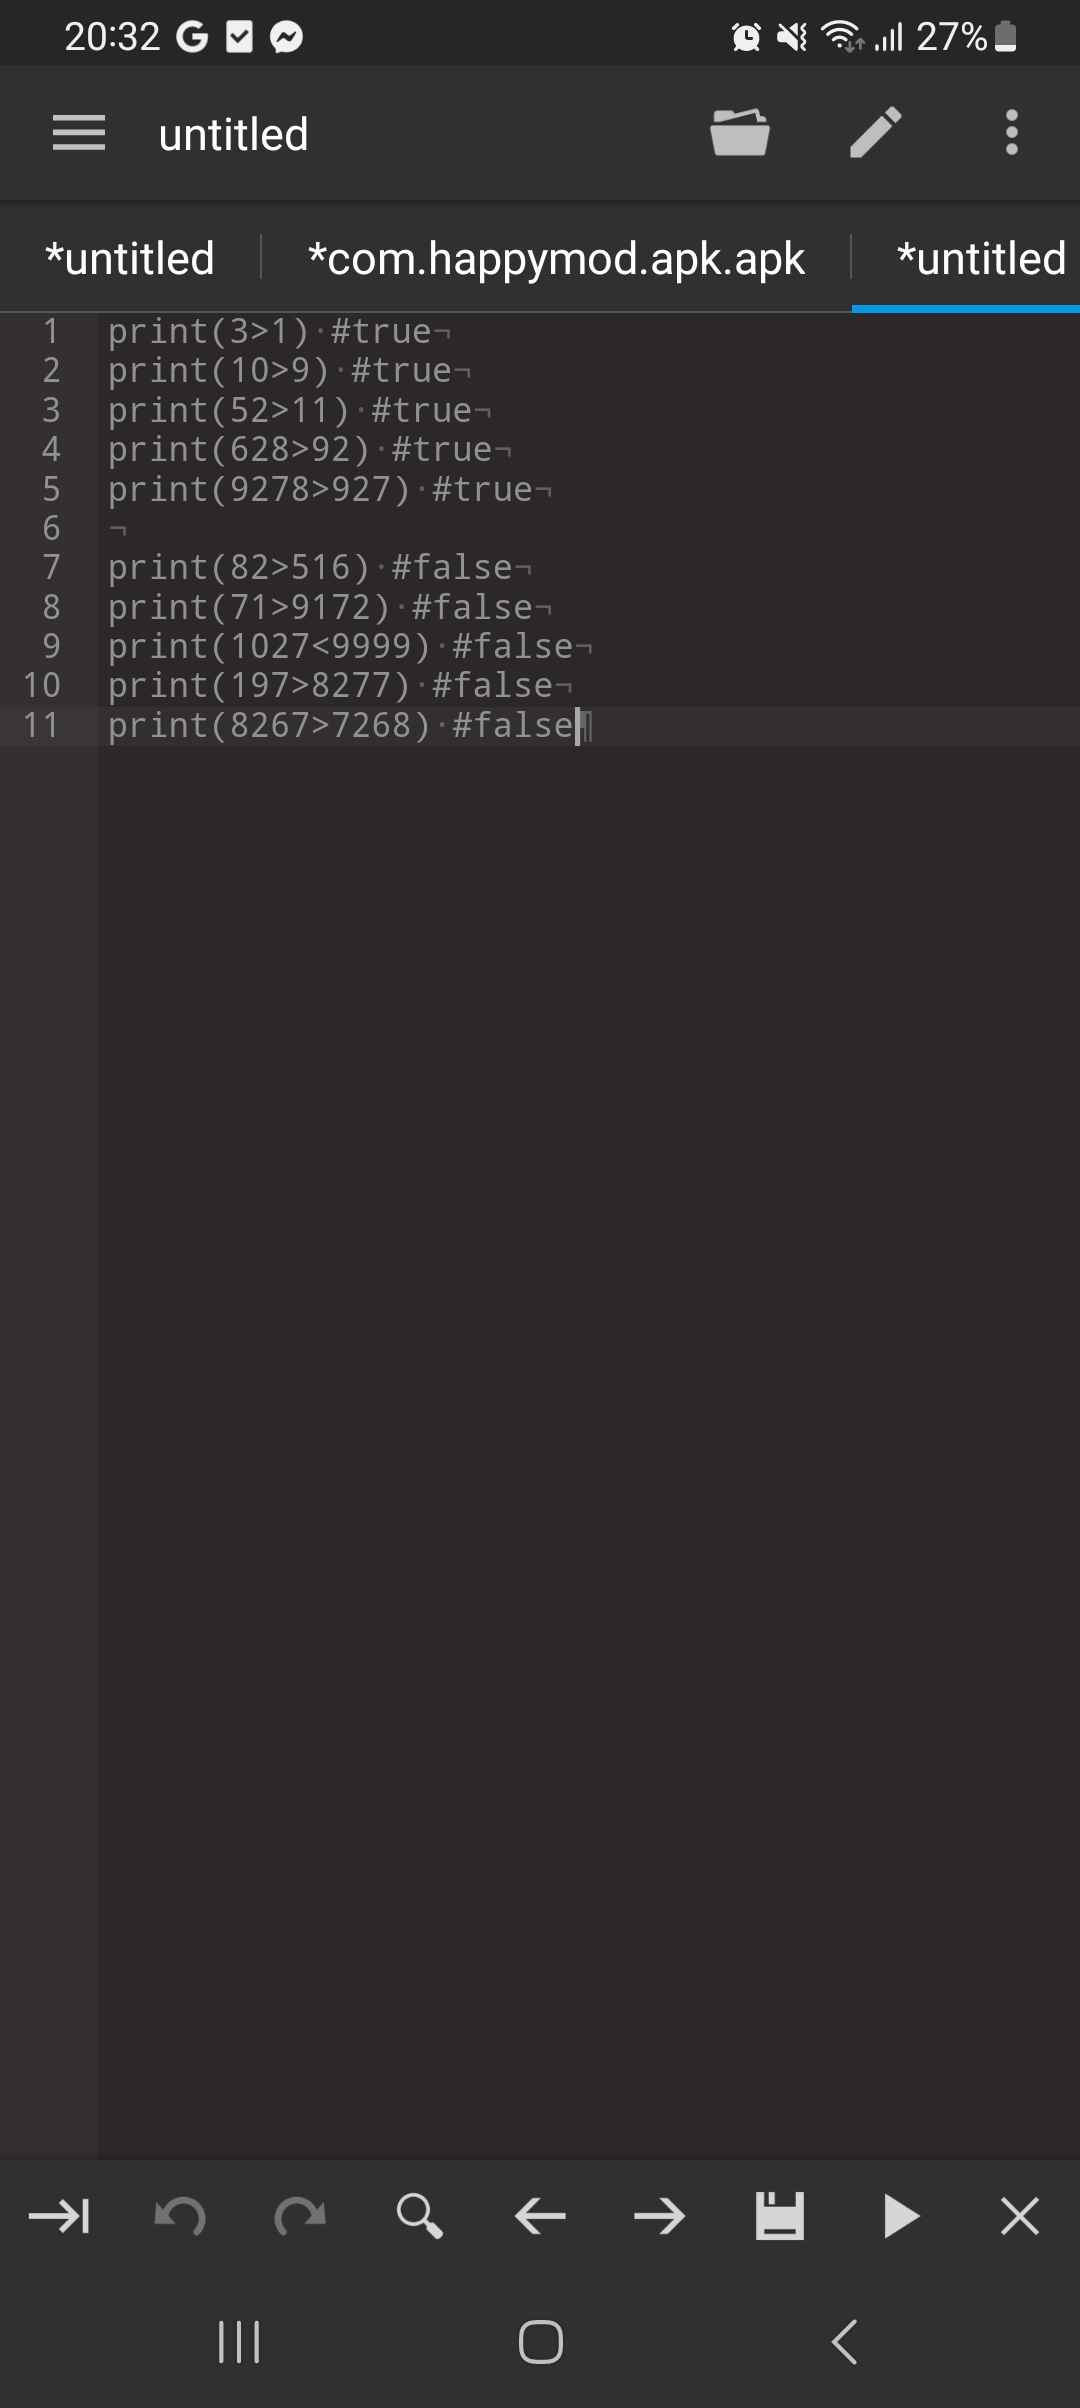 20:32 27%
untitled
*untitled *com.happymod.apk.apk *untitled
1 print(3>1)·#true¬
2 print(10>9)·#true¬
3 print(52>11)·#true¬
4 print(628>92)·#true¬
5 print(9278>927)·#true¬
6 ¬
7 print(82>516)·#false¬
8 print(71>9172)·#false¬
9 print(1027<9999)·#false¬
10 print(197>8277)·#false¬
11 print(8267>7268)·#false¶